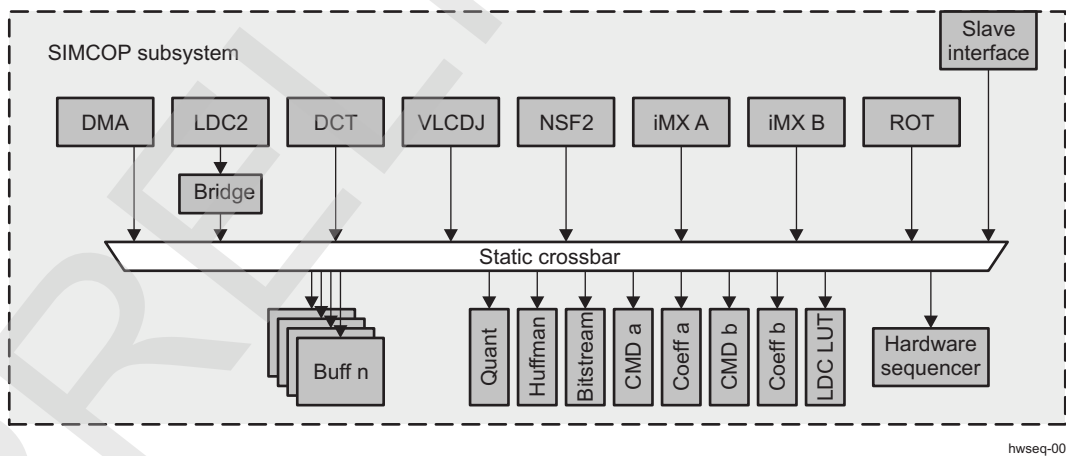 SIMCOP subsystem
Slave
interface
DMA
LDC2
DCT
VLCDJ
NSF2
iMX A
iMX B
ROT
Bridge
Static crossbar
Buff n
Quant
Huffman
Bitstream
CMD a
Coeff a
CMD b
Coeff b
LDC LUT
Hardware
sequencer
hwseq-00